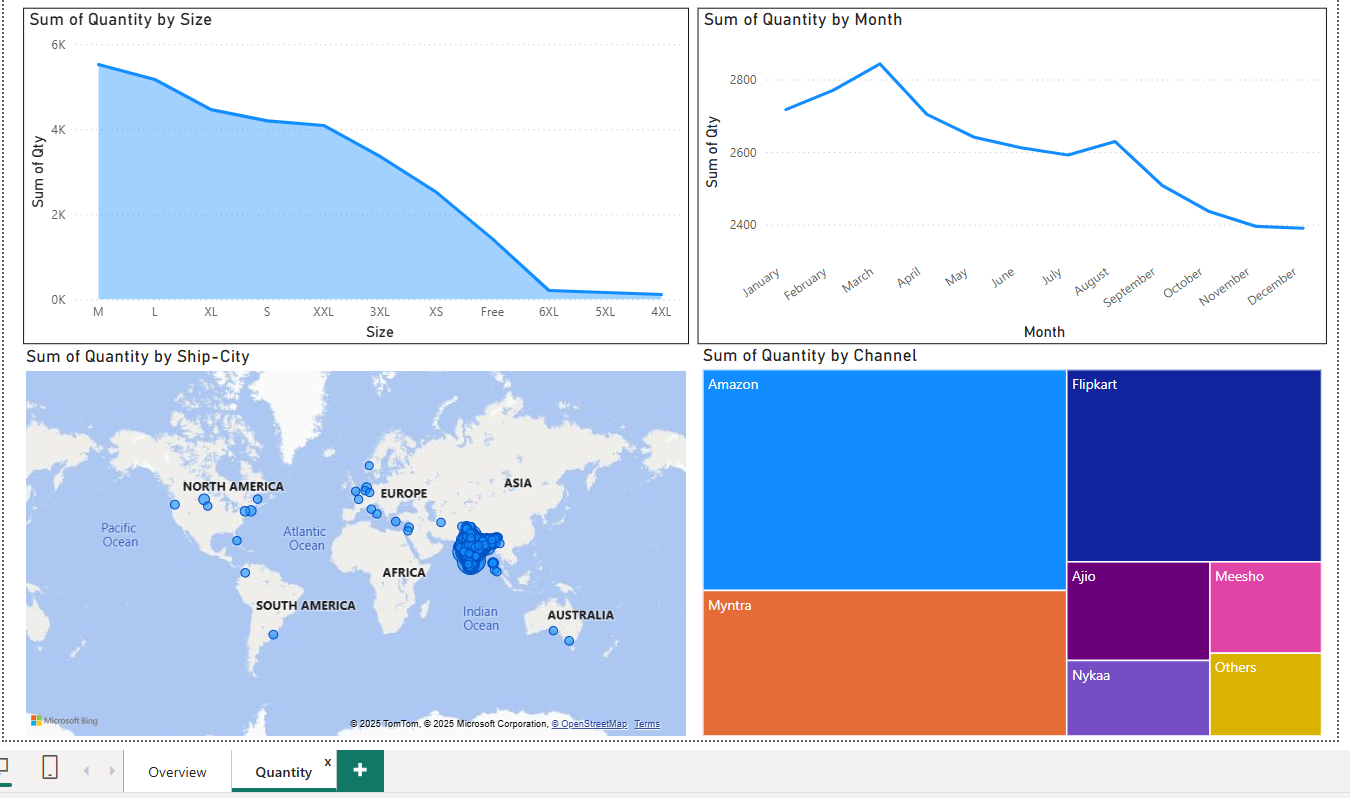 Sum of Quantity by Size
6K
4K
2K
0K
Sum of Qty
M L XL S XXL 3XL XS Free 6XL 5XL 4XL
Size
Sum of Quantity by Month
2800
2600
2400
Sum of Qty
January February March April May June July August September October November December
Month
Sum of Quantity by Ship-City
NORTH AMERICA
EUROPE
ASIA
Pacific
Ocean
Atlantic
Ocean
AFRICA
SOUTH AMERICA
Indian
Ocean
AUSTRALIA
Microsoft Bing
© 2025 TomTom, © 2025 Microsoft Corporation, © OpenStreetMap Terms
Sum of Quantity by Channel
Amazon
Flipkart
Myntra
Ajio
Meesho
Nykaa
Others
Overview
Quantity x
+